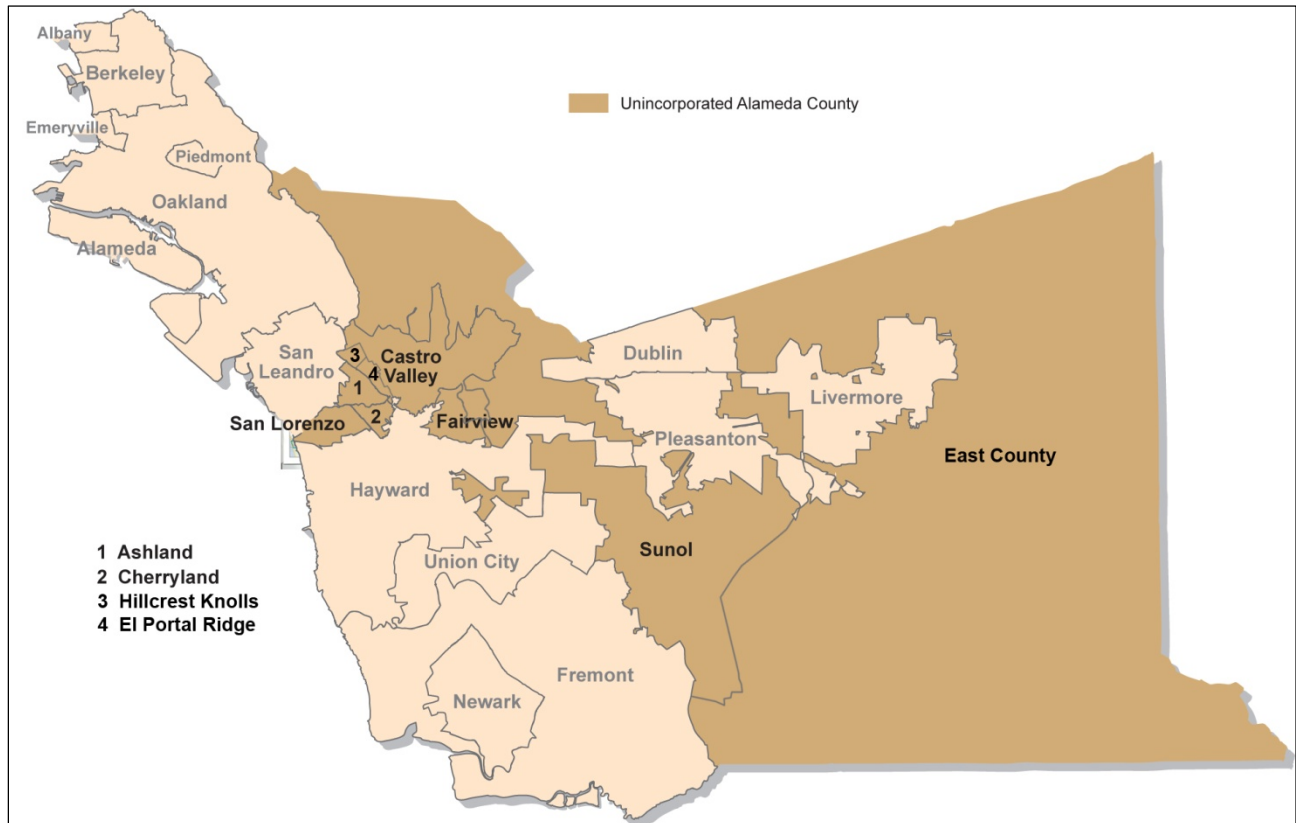 Albany
Berkeley
Unincorporated Alameda County
Emeryville
Piedmont
Oakland
Alameda
San
Leandro
3
Castro
Valley
4
1
Dublin
Livermore
San Lorenzo
2
Fairview
Pleasanton
East County
Hayward
Sunol
Union City
1 Ashland
2 Cherryland
3 Hillcrest Knolls
4 El Portal Ridge
Fremont
Newark